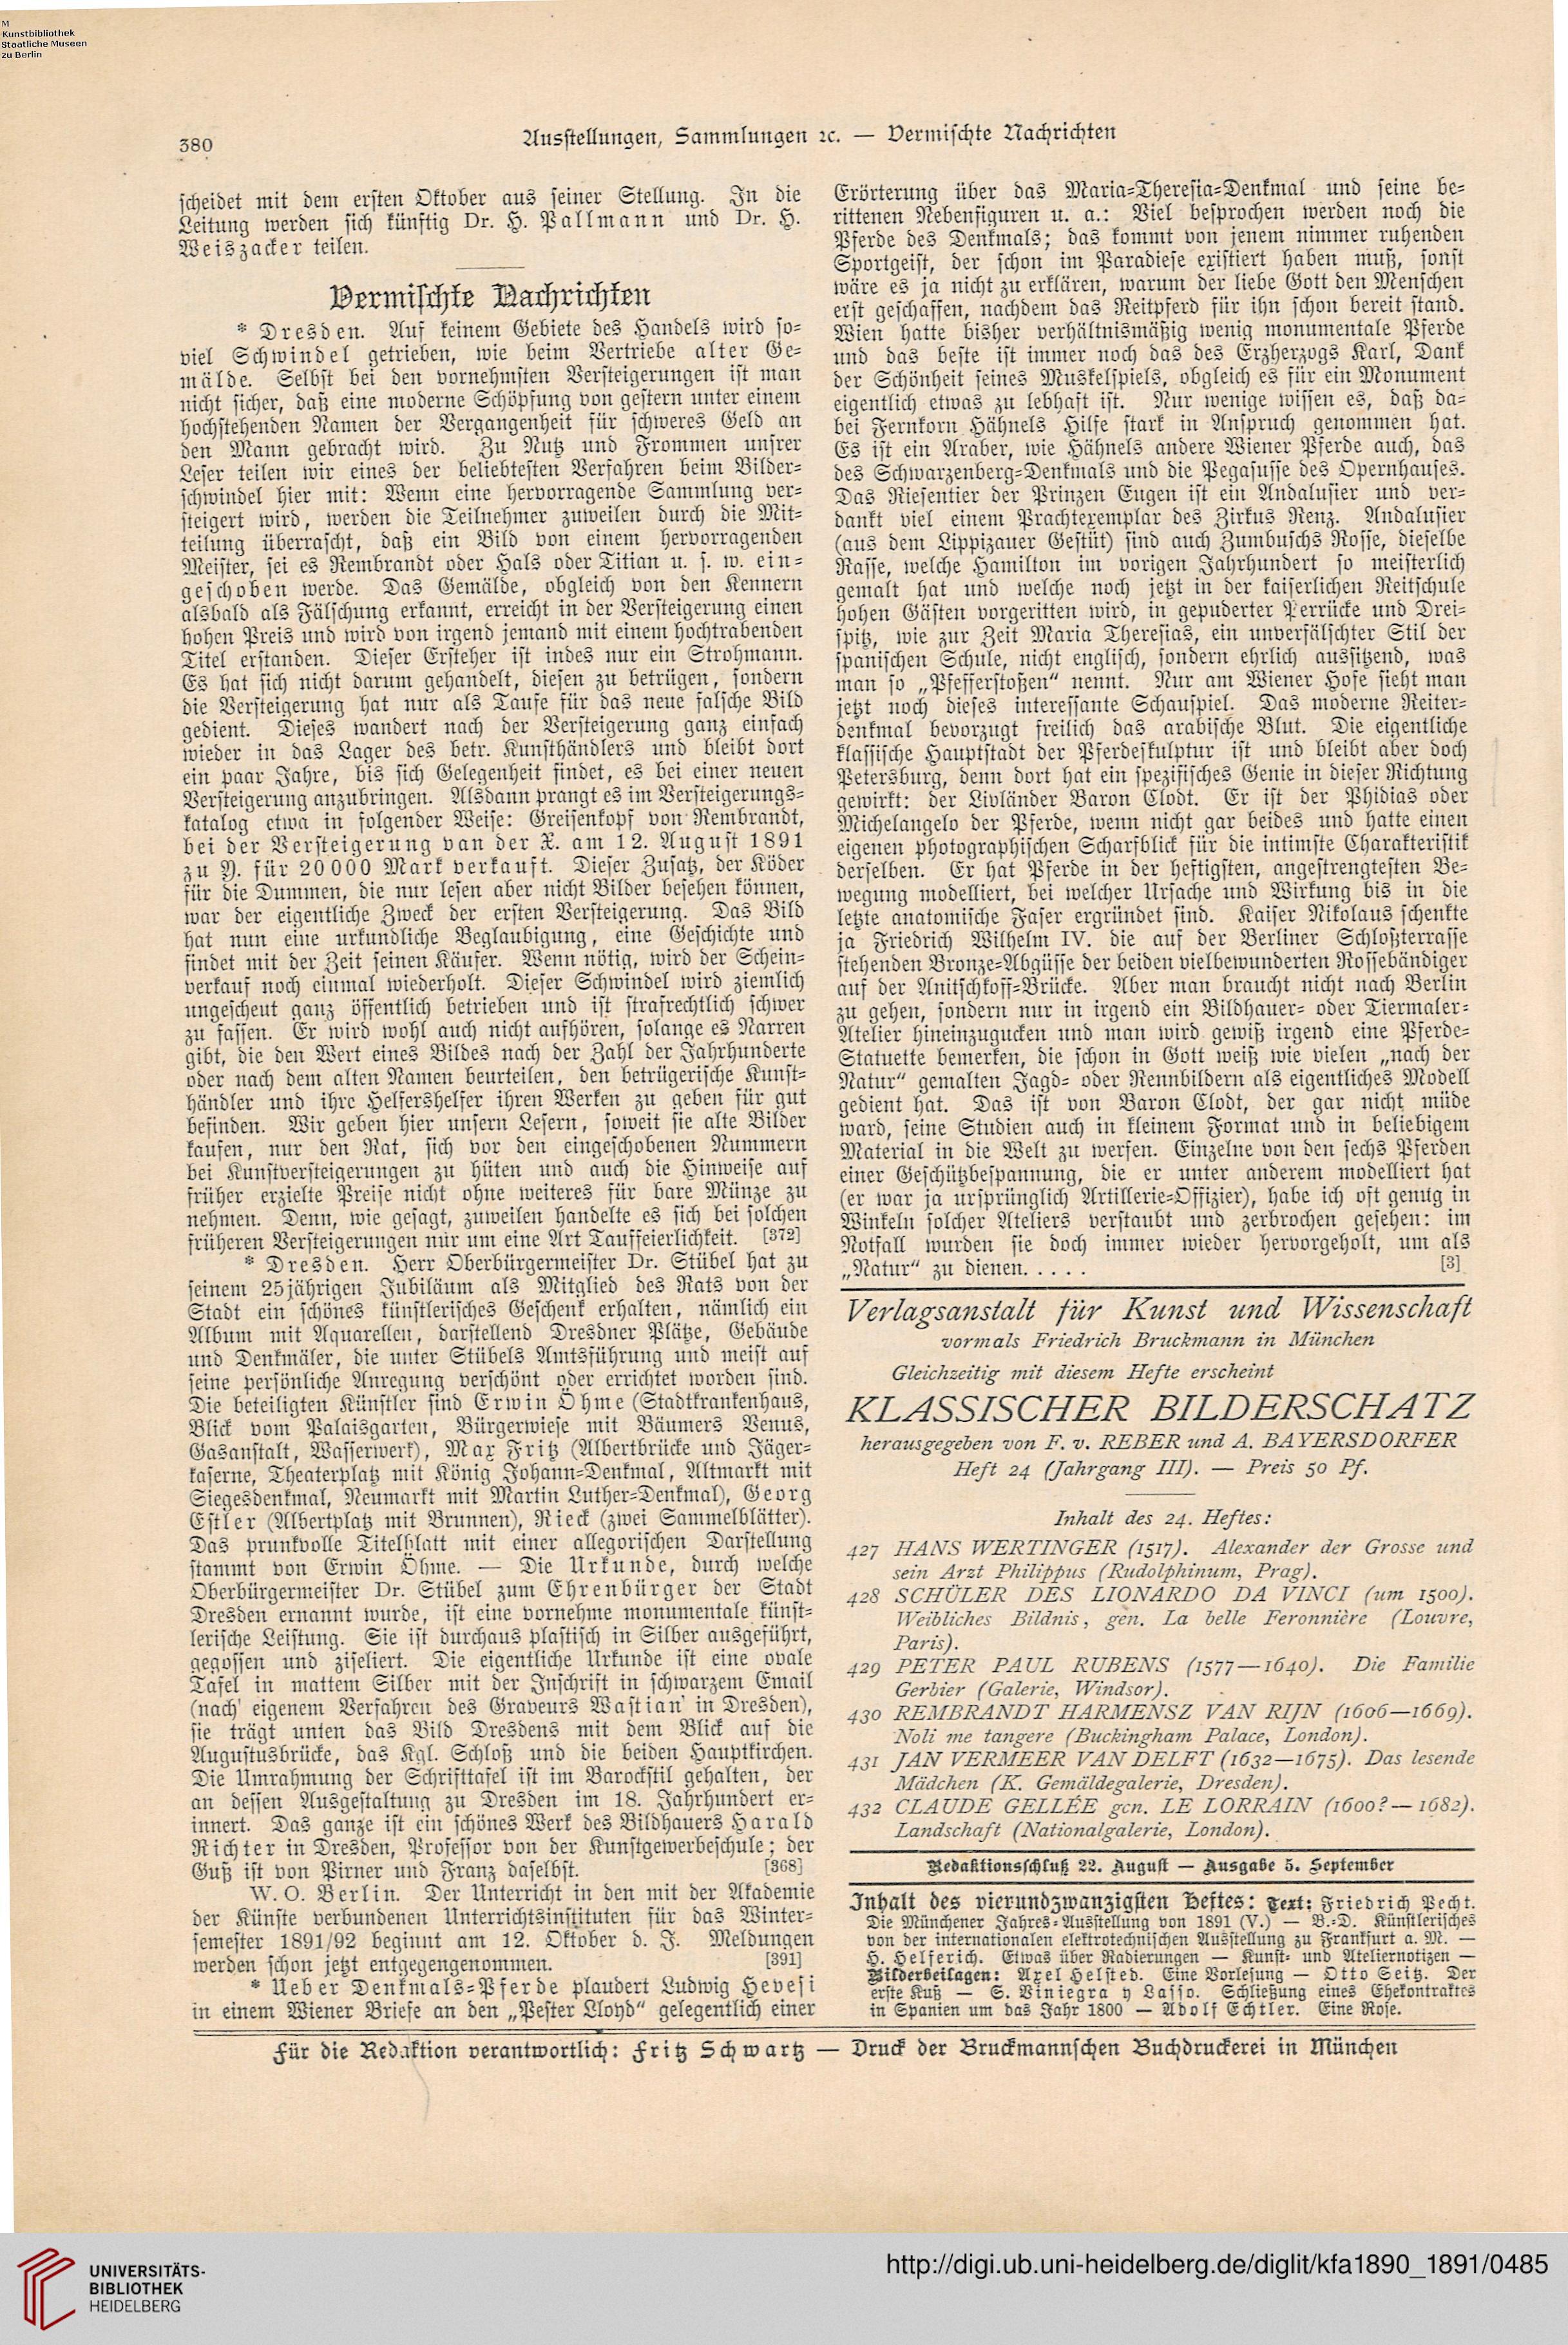 M
Kunstbibliothek
Staatliche Museen
zu Berlin
380
Ausstellungen, Sammlungen ꝛc. — Vermischte Nachrichten
scheidet mit dem ersten Oktober aus seiner Stellung. In die
Leitung werden sich künftig Dr. H. Pallmann und Dr. H.
Weiszacker teilen.
Vermischte Nachrichten
* Dresden. Auf keinem Gebiete des Handels wird so-
viel Schwindel getrieben, wie beim Vertriebe alter Ge-
mälde. Selbst bei den vornehmsten Versteigerungen ist man
nicht sicher, daß eine moderne Schöpfung von gestern unter einem
hochstehenden Namen der Vergangenheit für schweres Geld an
den Mann gebracht wird. Zu Nutz und Frommen unsrer
Leser teilen wir eines der beliebtesten Verfahren beim Bilder-
schwindel hier mit: Wenn eine hervorragende Sammlung ver-
steigert wird, werden die Teilnehmer zuweilen durch die Mit-
teilung überrascht, daß ein Bild von einem hervorragenden
Meister, sei es Rembrandt oder Hals oder Titian u. s. w. ein-
geschoben werde. Das Gemälde, obgleich von den Kennern
alsbald als Fälschung erkannt, erreicht in der Versteigerung einen
hohen Preis und wird von irgend jemand mit einem hochtrabenden
Titel erstanden. Dieser Ersteher ist indes nur ein Strohmann.
Es hat sich nicht darum gehandelt, diesen zu betrügen, sondern
die Versteigerung hat nur als Taufe für das neue falsche Bild
gedient. Dieses wandert nach der Versteigerung ganz einfach
wieder in das Lager des betr. Kunsthändlers und bleibt dort
ein paar Jahre, bis sich Gelegenheit findet, es bei einer neuen
Versteigerung anzubringen. Alsdann prangt es im Versteigerungs-
katalog etwa in folgender Weise: Greisenkopf von Rembrandt,
bei der Versteigerung van der X. am 12. August 1891
zu Y. für 20000 Mark verkauft. Dieser Zusatz, der Köder
für die Dummen, die nur lesen aber nicht Bilder besehen können,
war der eigentliche Zweck der ersten Versteigerung. Das Bild
hat nun eine urkundliche Beglaubigung, eine Geschichte und
findet mit der Zeit seinen Käufer. Wenn nötig, wird der Schein-
verkauf noch einmal wiederholt. Dieser Schwindel wird ziemlich
ungescheut ganz öffentlich betrieben und ist strafrechtlich schwer
zu fassen. Er wird wohl auch nicht aufhören, solange es Narren
gibt, die den Wert eines Bildes nach der Zahl der Jahrhunderte
oder nach dem alten Namen beurteilen, den betrügerische Kunst-
händler und ihre Helfershelfer ihren Werken zu geben für gut
befinden. Wir geben hier unsern Lesern, soweit sie alte Bilder
kaufen, nur den Rat, sich vor den eingeschobenen Nummern
bei Kunstversteigerungen zu hüten und auch die Hinweise auf
früher erzielte Preise nicht ohne weiteres für bare Münze zu
nehmen. Denn, wie gesagt, zuweilen handelte es sich bei solchen
früheren Versteigerungen nur um eine Art Tauffeierlichkeit. [372]
* Dresden. Herr Oberbürgermeister Dr. Stübel hat zu
seinem 25jährigen Jubiläum als Mitglied des Rats von der
Stadt ein schönes künstlerisches Geschenk erhalten, nämlich ein
Album mit Aquarellen, darstellend Dresdner Plätze, Gebäude
und Denkmäler, die unter Stübels Amtsführung und meist auf
seine persönliche Anregung verschönt oder errichtet worden sind.
Die beteiligten Künstler sind Erwin Öhme (Stadtkrankenhaus,
Blick vom Palaisgarten, Bürgerwiese mit Bäumers Venus,
Gasanstalt, Wasserwerk), Max Fritz (Albertbrücke und Jäger-
kaserne, Theaterplatz mit König Johann-Denkmal, Altmarkt mit
Siegesdenkmal, Neumarkt mit Martin Luther-Denkmal), Georg
Estler (Albertplatz mit Brunnen), Rieck (zwei Sammelblätter).
Das prunkvolle Titelblatt mit einer allegorischen Darstellung
stammt von Erwin Öhme. — Die Urkunde, durch welche
Oberbürgermeister Dr. Stübel zum Ehrenbürger der Stadt
Dresden ernannt wurde, ist eine vornehme monumentale künst-
lerische Leistung. Sie ist durchaus plastisch in Silber ausgeführt,
gegossen und ziseliert. Die eigentliche Urkunde ist eine ovale
Tafel in mattem Silber mit der Inschrift in schwarzem Email
(nach eigenem Verfahren des Graveurs Wastian in Dresden),
sie trägt unten das Bild Dresdens mit dem Blick auf die
Augustusbrücke, das Kgl. Schloß und die beiden Hauptkirchen.
Die Umrahmung der Schrifttafel ist im Barockstil gehalten, der
an dessen Ausgestaltung zu Dresden im 18. Jahrhundert er-
innert. Das ganze ist ein schönes Werk des Bildhauers Harald
Richter in Dresden, Professor von der Kunstgewerbeschule; der
Guß ist von Pirner und Franz daselbst. [368]
W. O. Berlin. Der Unterricht in den mit der Akademie
der Künste verbundenen Unterrichtsinstituten für das Winter-
semester 1891/92 beginnt am 12. Oktober d. J. Meldungen
werden schon jetzt entgegengenommen. [391]
* Ueber Denkmals-Pferde plaudert Ludwig Hevesi
in einem Wiener Briefe an den „Pester Lloyd“ gelegentlich einer
Erörterung über das Maria-Theresia-Denkmal und seine be-
rittenen Nebenfiguren u. a.: Viel besprochen werden noch die
Pferde des Denkmals; das kommt von jenem nimmer ruhenden
Sportgeist, der schon im Paradiese existiert haben muß, sonst
wäre es ja nicht zu erklären, warum der liebe Gott den Menschen
erst geschaffen, nachdem das Reitpferd für ihn schon bereit stand.
Wien hatte bisher verhältnismäßig wenig monumentale Pferde
und das beste ist immer noch das des Erzherzogs Karl, Dank
der Schönheit seines Muskelspiels, obgleich es für ein Monument
eigentlich etwas zu lebhaft ist. Nur wenige wissen es, daß da-
bei Fernkorn Hähnels Hilfe stark in Anspruch genommen hat.
Es ist ein Araber, wie Hähnels andere Wiener Pferde auch, das
des Schwarzenberg-Denkmals und die Pegasusse des Opernhauses.
Das Riesentier der Prinzen Eugen ist ein Andalusier und ver-
dankt viel einem Prachtexemplar des Zirkus Renz. Andalusier
(aus dem Lippizauer Gestüt) sind auch Zumbuschs Rosse, dieselbe
Rasse, welche Hamilton im vorigen Jahrhundert so meisterlich
gemalt hat und welche noch jetzt in der kaiserlichen Reitschule
hohen Gästen vorgeritten wird, in gepuderter Perrücke und Drei-
spitz, wie zur Zeit Maria Theresias, ein unverfälschter Stil der
spanischen Schule, nicht englisch, sondern ehrlich aussitzend, was
man so „Pfefferstoßen“ nennt. Nur am Wiener Hofe sieht man
jetzt noch dieses interessante Schauspiel. Das moderne Reiter-
denkmal bevorzugt freilich das arabische Blut. Die eigentliche
klassische Hauptstadt der Pferdeskulptur ist und bleibt aber doch
Petersburg, denn dort hat ein spezifisches Genie in dieser Richtung
gewirkt: der Livländer Baron Clodt. Er ist der Phidias oder
Michelangelo der Pferde, wenn nicht gar beides und hatte einen
eigenen photographischen Scharfblick für die intimste Charakteristik
derselben. Er hat Pferde in der heftigsten, angestrengtesten Be-
wegung modelliert, bei welcher Ursache und Wirkung bis in die
letzte anatomische Faser ergründet sind. Kaiser Nikolaus schenkte
ja Friedrich Wilhelm IV. die auf der Berliner Schloßterrasse
stehenden Bronze-Abgüsse der beiden vielbewunderten Rossebändiger
auf der Anitschkoff-Brücke. Aber man braucht nicht nach Berlin
zu gehen, sondern nur in irgend ein Bildhauer- oder Tiermaler-
Atelier hineinzugucken und man wird gewiß irgend eine Pferde-
Statuette bemerken, die schon in Gott weiß wie vielen „nach der
Natur“ gemalten Jagd- oder Rennbildern als eigentliches Modell
gedient hat. Das ist von Baron Clodt, der gar nicht müde
ward, seine Studien auch in kleinem Format und in beliebigem
Material in die Welt zu werfen. Einzelne von den sechs Pferden
einer Geschützbespannung, die er unter anderem modelliert hat
(er war ja ursprünglich Artillerie-Offizier), habe ich oft genug in
Winkeln solcher Ateliers verstaubt und zerbrochen gesehen: im
Notfall wurden sie doch immer wieder hervorgeholt, um als
„Natur“ zu dienen. . . . . [3]
Verlagsanstalt für Kunst und Wissenschaft
vormals Friedrich Bruckmann in München
Gleichzeitig mit diesem Hefte erscheint
KLASSISCHER BILDERSCHATZ
herausgegeben von F. v. REBER und A. BAYERSDORFER
Heft 24 (Jahrgang III). — Preis 50 Pf.
Inhalt des 24. Heftes:
427 HANS WERTINGER (1517). Alexander der Grosse und
sein Arzt Philippus (Rudolphinum, Prag).
428 SCHÜLER DES LIONARDO DA VINCI (um 1500).
Weibliches Bildnis, gen. La belle Feronnière (Louvre,
Paris).
429 PETER PAUL RUBENS (1577—1640). Die Familie
Gerbier (Galerie, Windsor).
430 REMBRANDT HARMENSZ VAN RIJN (1606—1669).
Noli me tangere (Buckingham Palace, London).
431 JAN VERMEER VAN DELFT (1632—1675). Das lesende
Mädchen (K. Gemäldegalerie, Dresden).
432 CLAUDE GELLÉE gen. LE LORRAIN (1600?—1682).
Landschaft (Nationalgalerie, London).
Redaktionsschluß 22. August — Ausgabe 5. September
Inhalt des vierundzwanzigsten Heftes: Text: Friedrich Pecht.
Die Münchener Jahres-Ausstellung von 1891 (V.) — B.-D. Künstlerisches
von der internationalen elektrotechnischen Ausstellung zu Frankfurt a. M. —
H. Helferich. Etwas über Radierungen — Kunst- und Ateliernotizen —
Bilderbeilagen: Axel Helsted. Eine Vorlesung — Otto Seitz. Der
erste Kuß — S. Viniegra y Lasso. Schließung eines Ehekontraktes
in Spanien um das Jahr 1800 — Adolf Echtler. Eine Rose.
Für die Redaktion verantwortlich: Fritz Schwartz — Druck der Bruckmannschen Buchdruckerei in München
UNIVERSITÄTS-
BIBLIOTHEK
HEIDELBERG
http://digi.ub.uni-heidelberg.de/diglit/kfa1890_1891/0485